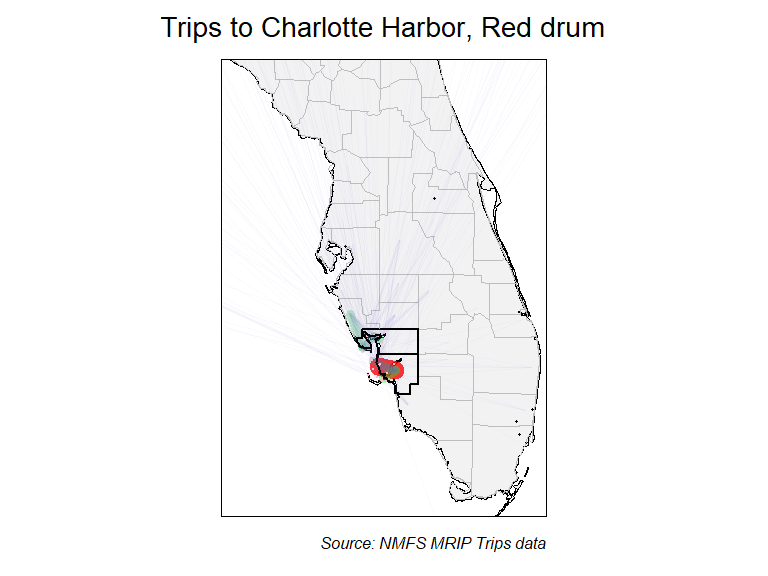 Trips to Charlotte Harbor, Red drum
Source: NMFS MRIP Trips data